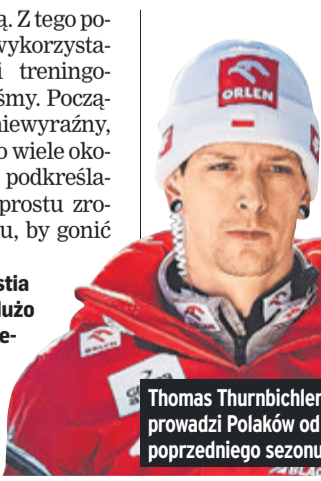 ą. Z tego po-
wykorzysta-
i treningo-
śmy. Począ-
niewyraźny,
o wiele oko-
podkreśla-
prostu zro-
u, by gonić
stia
dużo
e-
ORLEN
ORLEN
Thomas Thurnbichler
prowadzi Polaków od
poprzedniego sezonu